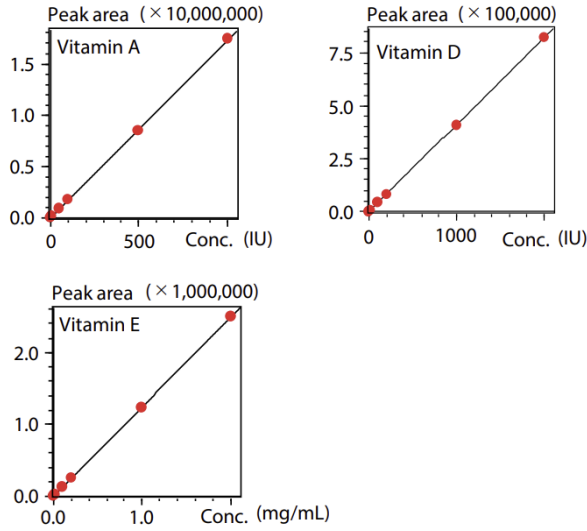 Peak area (×10,000,000)
Vitamin A
1.5
1.0
0.5
0.0
0 500 Conc. (IU)
Peak area (×100,000)
Vitamin D
7.5
5.0
2.5
0.0
0 1000 Conc. (IU)
Peak area (×1,000,000)
Vitamin E
2.0
1.0
0.0
0.0 1.0 Conc. (mg/mL)